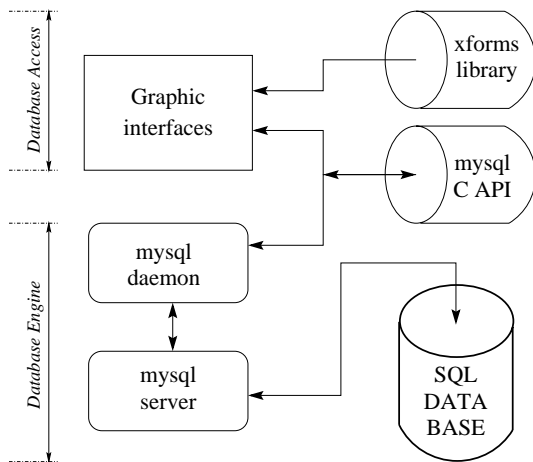 Database Access
Graphic
interfaces
xforms
library
mysql
C API
Database Engine
mysql
daemon
mysql
server
SQL
DATA
BASE